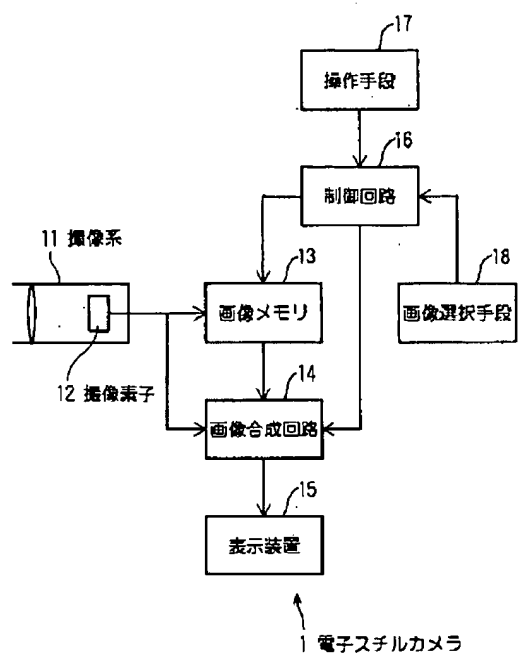 17
操作手段
16
制御回路
11 撮像系
13
18
画像メモリ
画像選択手段
12 撮像素子
14
画像合成回路
15
表示装置
1 電子スチルカメラ